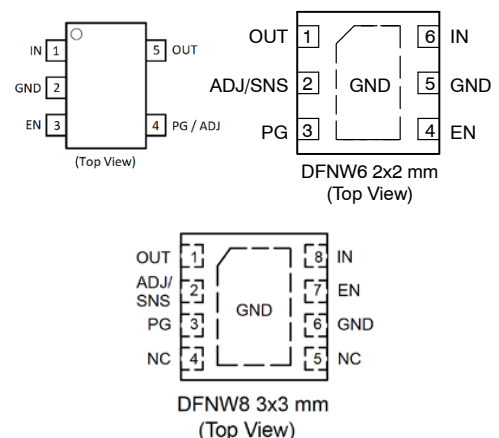 IN 1 5 OUT
GND 2
EN 3 4 PG / ADJ
(Top View)
OUT 1 6 IN
ADJ/SNS 2 GND 5 GND
PG 3 4 EN
DFNW6 2x2 mm
(Top View)
OUT 1 8 IN
ADJ/
SNS 2 7 EN
GND
PG 3 6 GND
NC 4 5 NC
DFNW8 3x3 mm
(Top View)